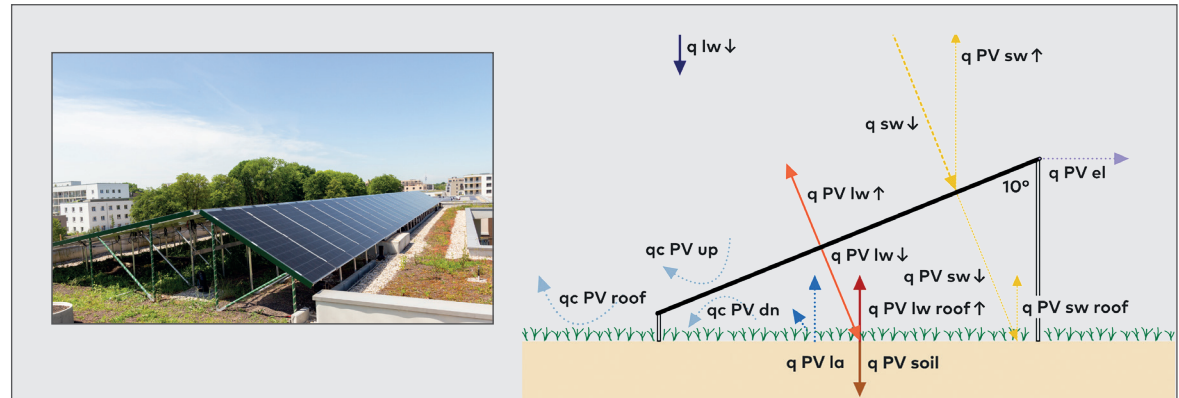 q lw↓
q PV sw↑
q sw↓
10°
q PV el
q PV lw↑
qc PV up
q PV lw↓
q PV sw↓
qc PV roof
qc PV dn
q PV lw roof↑
q PV sw roof
q PV la
q PV soil